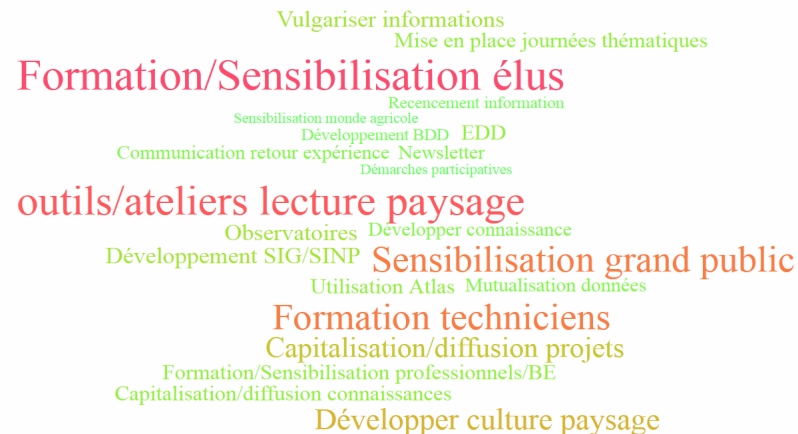 Vulgariser informations
Mise en place journées thématiques
Formation/Sensibilisation élus
Recencement information
Sensibilisation monde agricole
Développement BDD EDD
Communication retour expérience Newsletter
Démarches participatives
outils/ateliers lecture paysage
Observatoires Développer connaissance
Développement SIG/SINP Sensibilisation grand public
Utilisation Atlas Mutualisation données
Formation techniciens
Capitalisation/diffusion projets
Formation/Sensibilisation professionnels/BE
Capitalisation/diffusion connaissances
Développer culture paysage